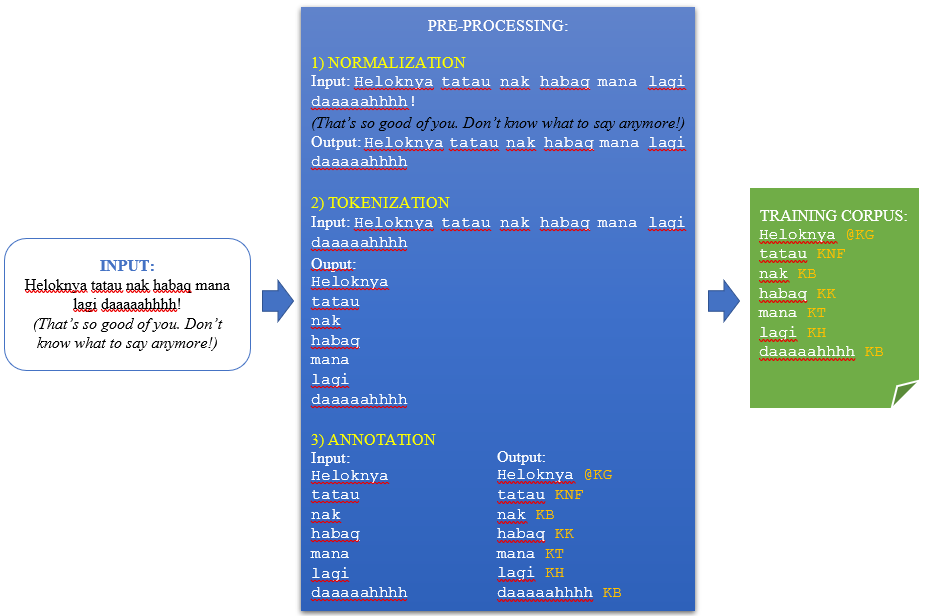 INPUT:
Heloknya tatau nak habaq mana
lagi daaaaahhhh!
(That's so good of you. Don't
know what to say anymore!)
PRE-PROCESSING:
1) NORMALIZATION
Input: Heloknya tatau nak habaq mana lagi
daaaaahhhh!
(That's so good of you. Don't know what to say anymore!)
Output: Heloknya tatau nak habaq mana lagi
daaaaahhhh
2) TOKENIZATION
Input: Heloknya tatau nak habaq mana lagi
daaaaahhhh
Ouput:
Heloknya
tatau
nak
habaq
mana
lagi
daaaaahhhh
3) ANNOTATION
Input:
Heloknya
tatau
nak
habaq
mana
lagi
daaaaahhhh
Output:
Heloknya @KG
tatau KNF
nak KB
habaq KK
mana KT
lagi KH
daaaaahhhh KB
TRAINING CORPUS:
Heloknya @KG
tatau KNF
nak KB
habaq KK
mana KT
lagi KH
daaaaahhhh KB